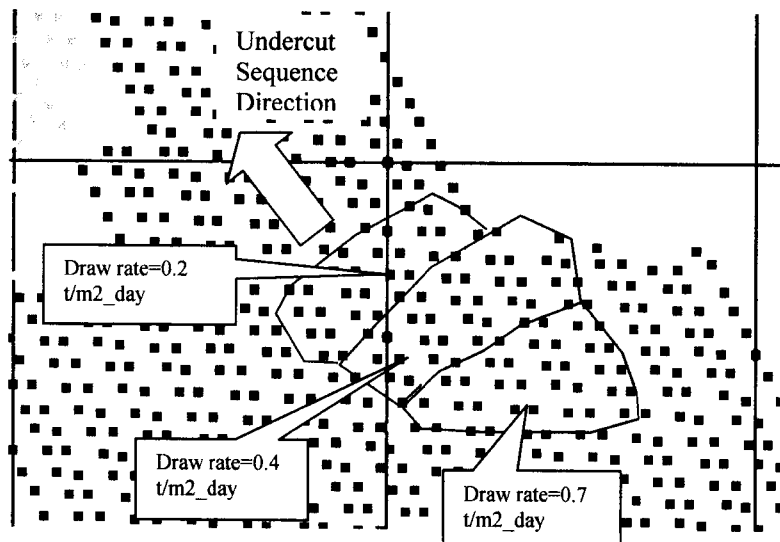 Undercut
Sequence
Direction
Draw rate=0.2
t/m2_day
Draw rate=0.4
t/m2_day
Draw rate=0.7
t/m2_day